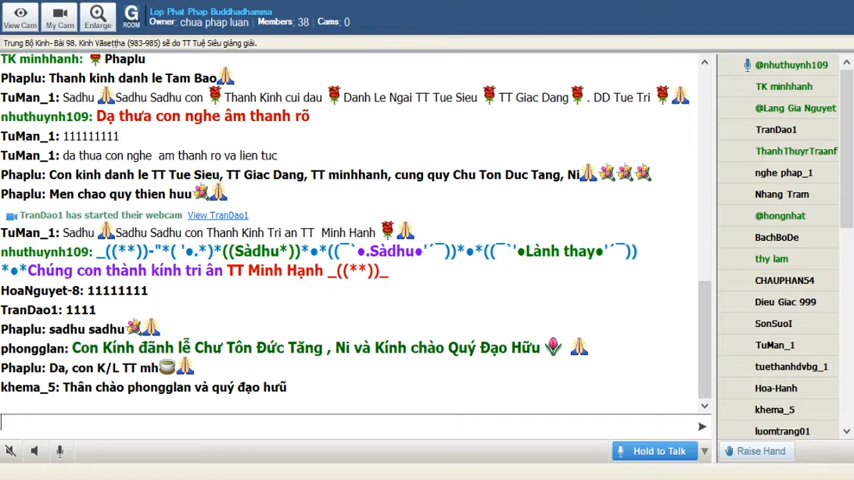 Lop Phat Phap Buddhadhamma
Owner: chua phap luan Members: 38 Cams: 0
View Cam My Cam Enlarge G ROOM
Trung Bộ Kinh- Bài 98. Kinh Vāseṭṭha (983-985) sẽ do TT Tuệ Siêu giảng giải.
TK minhhanh: Phaplu
Phaplu: Thanh kinh danh le Tam Bao
TuMan_1: Sadhu Sadhu Sadhu con Thanh Kinh cui dau Danh Le Ngai TT Tue Sieu TT Giac Dang . DD Tue Tri
nhuthuynh109: Dạ thưa con nghe âm thanh rõ
TuMan_1: 111111111
TuMan_1: da thua con nghe am thanh ro va lien tuc
Phaplu: Con kinh danh le TT Tue Sieu, TT Giac Dang, TT minhhanh, cung quy Chu Ton Duc Tang, Ni
Phaplu: Men chao quy thien huu
TranDao1 has started their webcam View TranDao1
TuMan_1: Sadhu Sadhu Sadhu con Thanh Kinh Tri an TT Minh Hanh
nhuthuynh109: _((**))-"*( '●.*)*((Sàdhu*))*●*((¯`●.Sàdhu●'´¯))*●*((¯`'●Lành thay●'´¯))
*●*Chúng con thành kính tri ân TT Minh Hạnh _((**))_
HoaNguyet-8: 11111111
TranDao1: 1111
Phaplu: sadhu sadhu
phongglan: Con Kính đãnh lễ Chư Tôn Đức Tăng , Ni và Kính chào Quý Đạo Hữu
Phaplu: Da, con K/L TT mh
khema_5: Thân chào phongglan và quý đạo hưũ
Hold to Talk
@nhuthuynh109
TK minhhanh
@Lang Gia Nguyet
TranDao1
ThanhThuyrTraanf
nghe phap_1
Nhang Tram
@hongnhat
BachBoDe
thy lam
CHAUPHAN54
Dieu Giac 999
SonSuoI
TuMan_1
tuethanhdvbg_1
Hoa-Hanh
khema_5
luomtrang01
Raise Hand